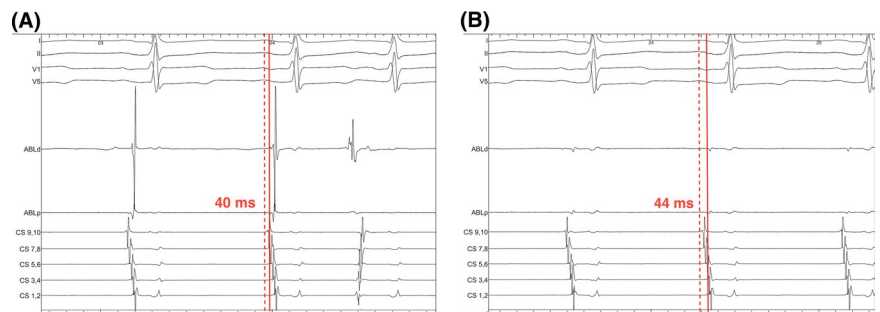 (A)
03
04
I
II
V1
V5
ABLd
ABLp
40 ms
CS 9,10
CS 7,8
CS 5,6
CS 3,4
CS 1,2
(B)
24
25
I
II
V1
V5
ABLd
ABLp
44 ms
CS 9,10
CS 7,8
CS 5,6
CS 3,4
CS 1,2